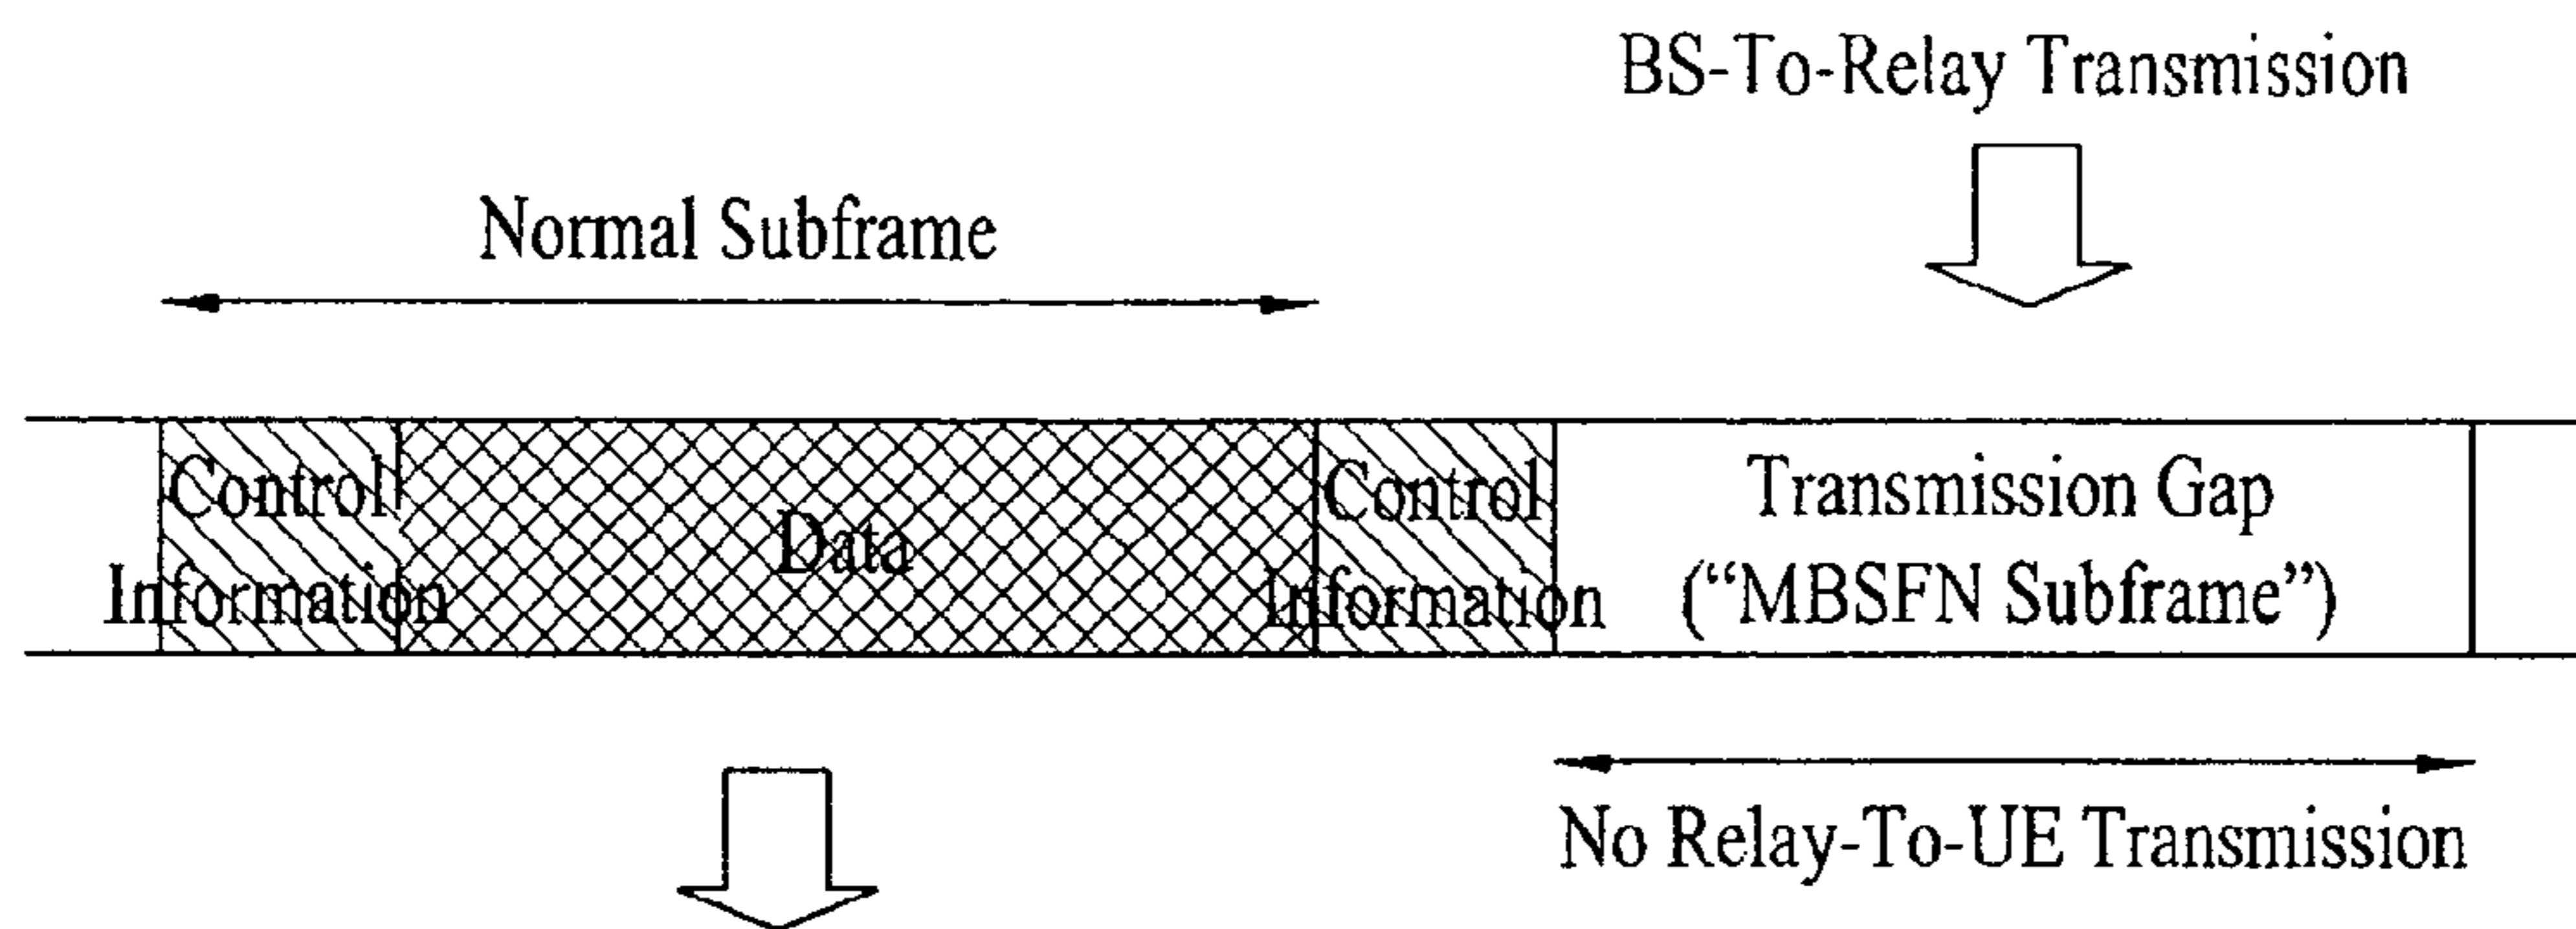 BS-To-Relay Transmission
Normal Subframe
Control
Information
Data
Control
Information
Transmission Gap
("MBSFN Subframe")
No Relay-To-UE Transmission